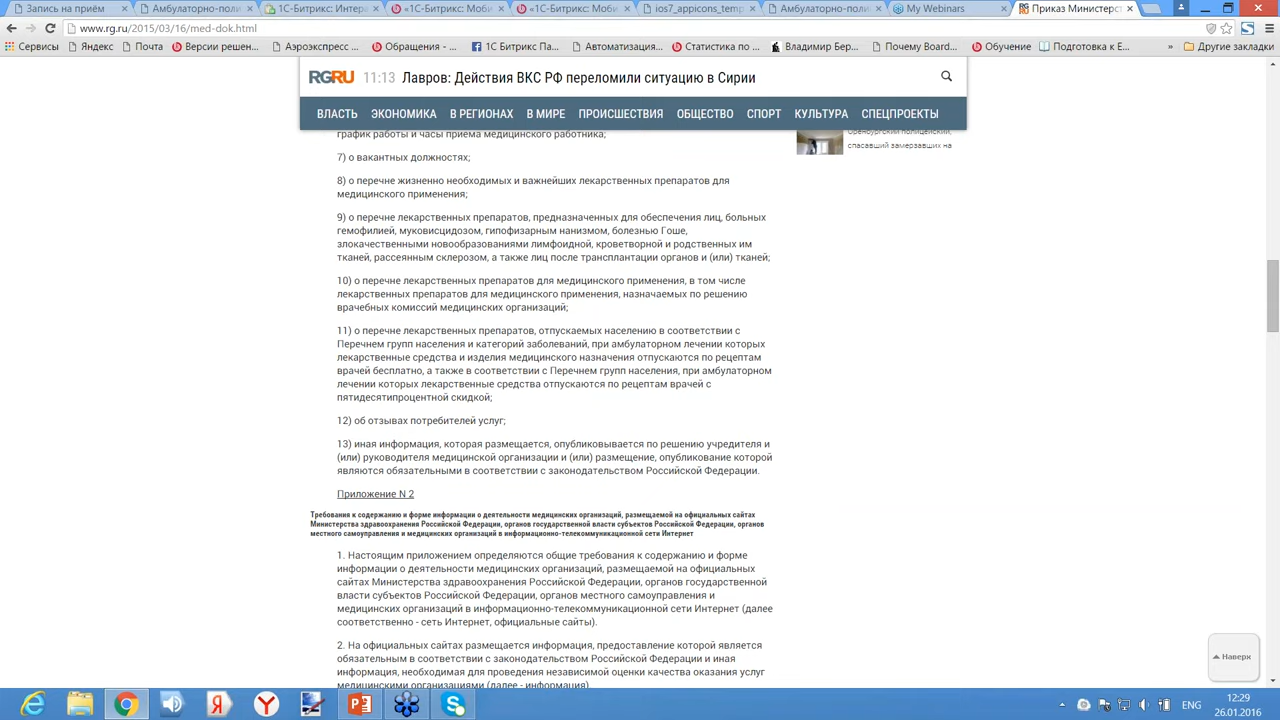 Запись на приём
Амбулаторно-поли
1С-Битрикс: Интера
«1С-Битрикс: Моби
«1С-Битрикс: Моби
ios7_appicons_temp
Амбулаторно-поли
My Webinars
Приказ Министерст
www.rg.ru/2015/03/16/med-dok.html
Сервисы
Яндекс
Почта
Версии решен...
Аэроэкспресс ...
Обращения - ...
1С Битрикс Па...
Автоматизация...
Статистика по ...
Владимир Бер...
Почему Board...
Обучение
Подготовка к Е...
»
Другие закладки
RGRU 11:13 Лавров: Действия ВКС РФ переломили ситуацию в Сирии
ВЛАСТЬ ЭКОНОМИКА В РЕГИОНАХ В МИРЕ ПРОИСШЕСТВИЯ ОБЩЕСТВО СПОРТ КУЛЬТУРА СПЕЦПРОЕКТЫ
график работы и часы приема медицинского работника;
Оренбургский полицейский,
спасавший замерзавших на
7) о вакантных должностях;
8) о перечне жизненно необходимых и важнейших лекарственных препаратов для
медицинского применения;
9) о перечне лекарственных препаратов, предназначенных для обеспечения лиц, больных
гемофилией, муковисцидозом, гипофизарным нанизмом, болезнью Гоше,
злокачественными новообразованиями лимфоидной, кроветворной и родственных им
тканей, рассеянным склерозом, а также лиц после трансплантации органов и (или) тканей;
10) о перечне лекарственных препаратов для медицинского применения, в том числе
лекарственных препаратов для медицинского применения, назначаемых по решению
врачебных комиссий медицинских организаций;
11) о перечне лекарственных препаратов, отпускаемых населению в соответствии с
Перечнем групп населения и категорий заболеваний, при амбулаторном лечении которых
лекарственные средства и изделия медицинского назначения отпускаются по рецептам
врачей бесплатно, а также в соответствии с Перечнем групп населения, при амбулаторном
лечении которых лекарственные средства отпускаются по рецептам врачей с
пятидесятипроцентной скидкой;
12) об отзывах потребителей услуг;
13) иная информация, которая размещается, опубликовывается по решению учредителя и
(или) руководителя медицинской организации и (или) размещение, опубликование которой
являются обязательными в соответствии с законодательством Российской Федерации.
Приложение N 2
Требования к содержанию и форме информации о деятельности медицинских организаций, размещаемой на официальных сайтах
Министерства здравоохранения Российской Федерации, органов государственной власти субъектов Российской Федерации, органов
местного самоуправления и медицинских организаций в информационно-телекоммуникационной сети Интернет
1. Настоящим приложением определяются общие требования к содержанию и форме
информации о деятельности медицинских организаций, размещаемой на официальных
сайтах Министерства здравоохранения Российской Федерации, органов государственной
власти субъектов Российской Федерации, органов местного самоуправления и
медицинских организаций в информационно-телекоммуникационной сети Интернет (далее
соответственно - сеть Интернет, официальные сайты).
2. На официальных сайтах размещается информация, предоставление которой является
обязательным в соответствии с законодательством Российской Федерации и иная
информация, необходимая для проведения независимой оценки качества оказания услуг
медицинскими организациями (далее - информация).
Наверх
ENG
12:29
26.01.2016